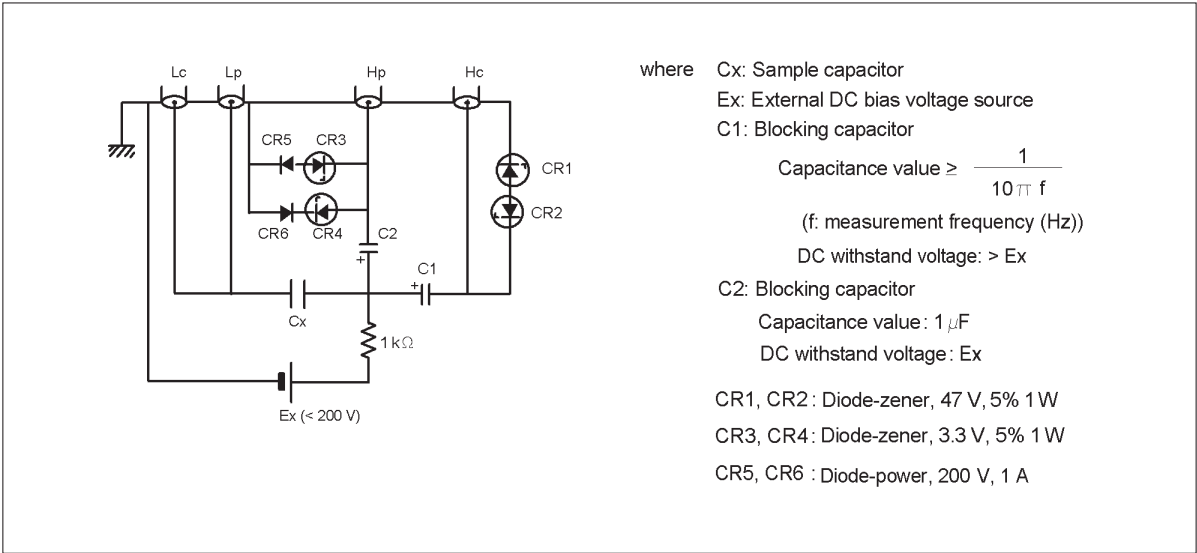 Lc Lp Hp Hc
CR5 CR3
CR1
CR2
CR6 CR4
C2
+
C1
+
Cx
1 kΩ
Ex (< 200 V)
where Cx: Sample capacitor
Ex: External DC bias voltage source
C1: Blocking capacitor
Capacitance value ≥ 1
10 π f
(f: measurement frequency (Hz))
DC withstand voltage: > Ex
C2: Blocking capacitor
Capacitance value: 1 μF
DC withstand voltage: Ex
CR1, CR2: Diode-zener, 47 V, 5% 1 W
CR3, CR4: Diode-zener, 3.3 V, 5% 1 W
CR5, CR6 : Diode-power, 200 V, 1 A